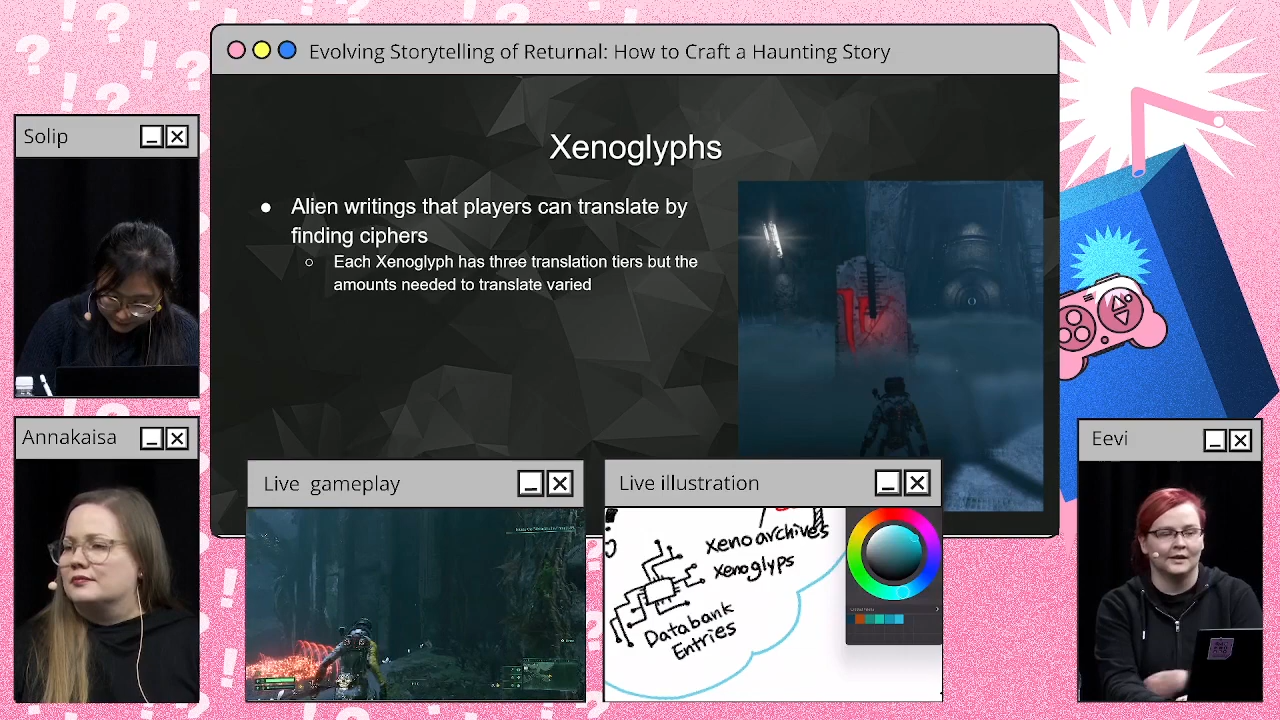 Evolving Storytelling of Returnal: How to Craft a Haunting Story
Solip
Xenoglyphs
● Alien writings that players can translate by
finding ciphers
○ Each Xenoglyph has three translation tiers but the
amounts needed to translate varied
Annakaisa
Eevi
Live gameplay
Live illustration
Xenoarchives
Xenoglyps
Databank
Entries